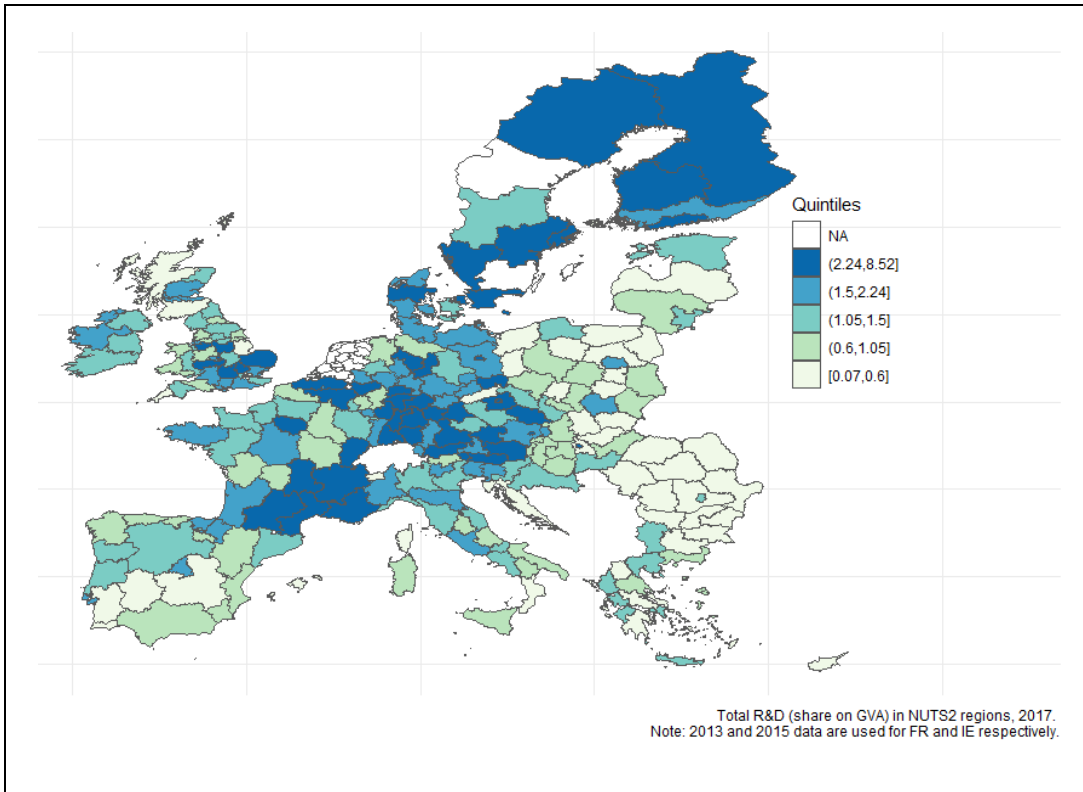 Quintiles
NA
(2.24,8.52]
(1.5,2.24]
(1.05,1.5]
(0.6,1.05]
[0.07,0.6]
Total R&D (share on GVA) in NUTS2 regions, 2017.
Note: 2013 and 2015 data are used for FR and IE respectively.